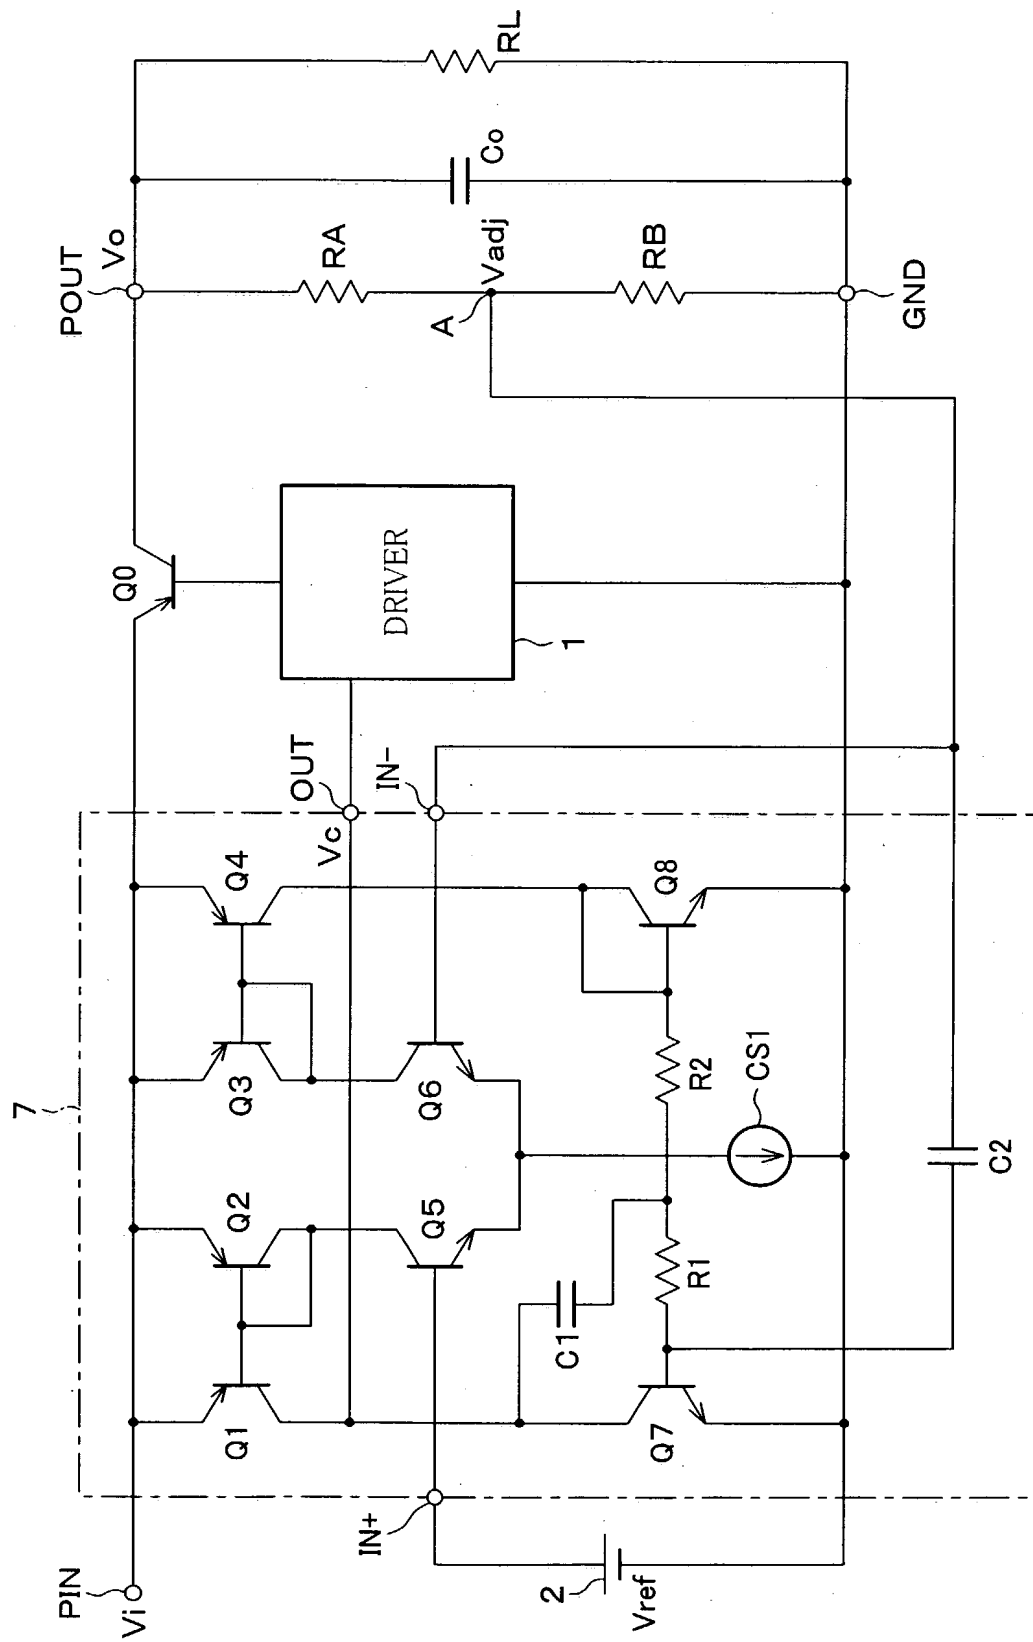 7
PIN
Vi
Q1
Q2
Q3
Q4
Q0
POUT
Vo
OUT
Vc
IN-
DRIVER
1
RA
A
Vadj
RB
Co
RL
GND
IN+
2
Vref
Q5
Q6
C1
Q7
R1
R2
Q8
CS1
C2